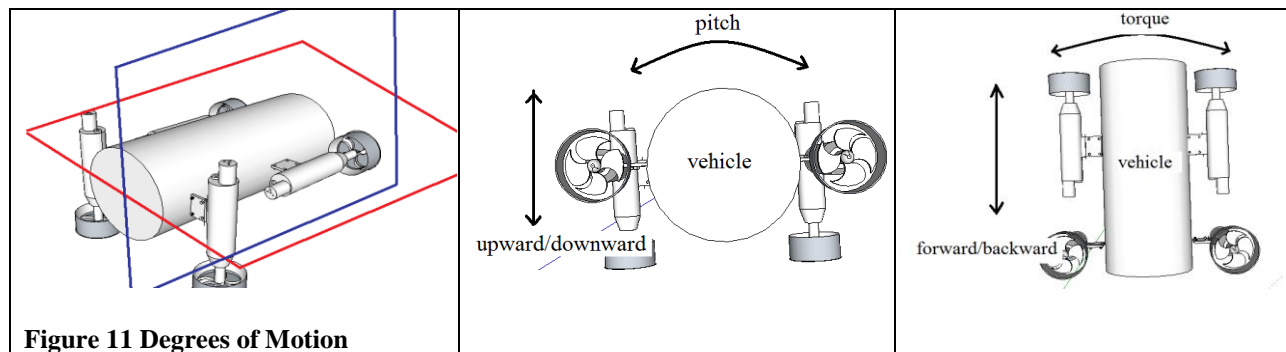 Figure 11 Degrees of Motion
pitch
vehicle
upward/downward
torque
vehicle
forward/backward